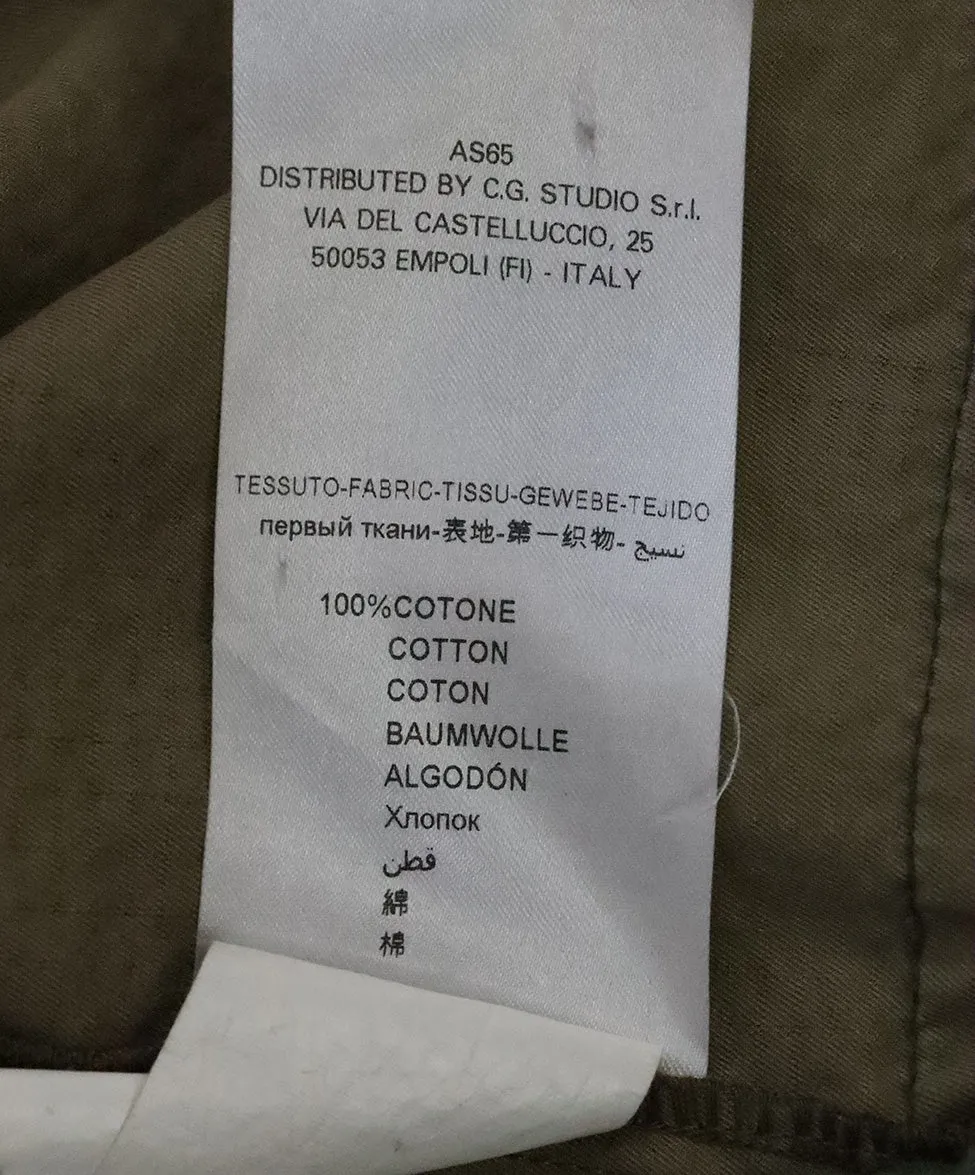 AS65
DISTRIBUTED BY C.G. STUDIO S.r.l.
VIA DEL CASTELLUCCIO, 25
50053 EMPOLI (FI) - ITALY
TESSUTO-FABRIC-TISSU-GEWEBE-TEJIDO
первый ткани-表地-第一织物- نسيج
100%COTONE
COTTON
COTON
BAUMWOLLE
ALGODÓN
Хлопок
قطن
綿
棉